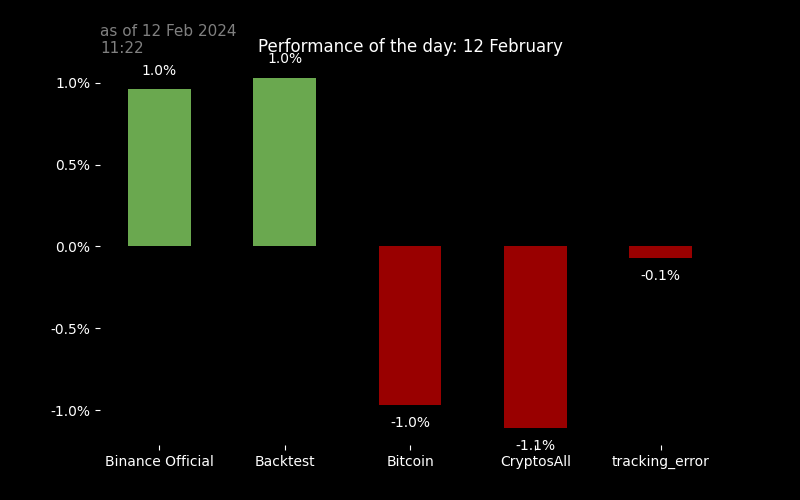 as of 12 Feb 2024
11:22
Performance of the day: 12 February
1.0%
1.0%
1.0%
0.5%
0.0%
-0.5%
-1.0%
-0.1%
-1.0%
-1.1%
Binance Official
Backtest
Bitcoin
CryptosAll
tracking_error